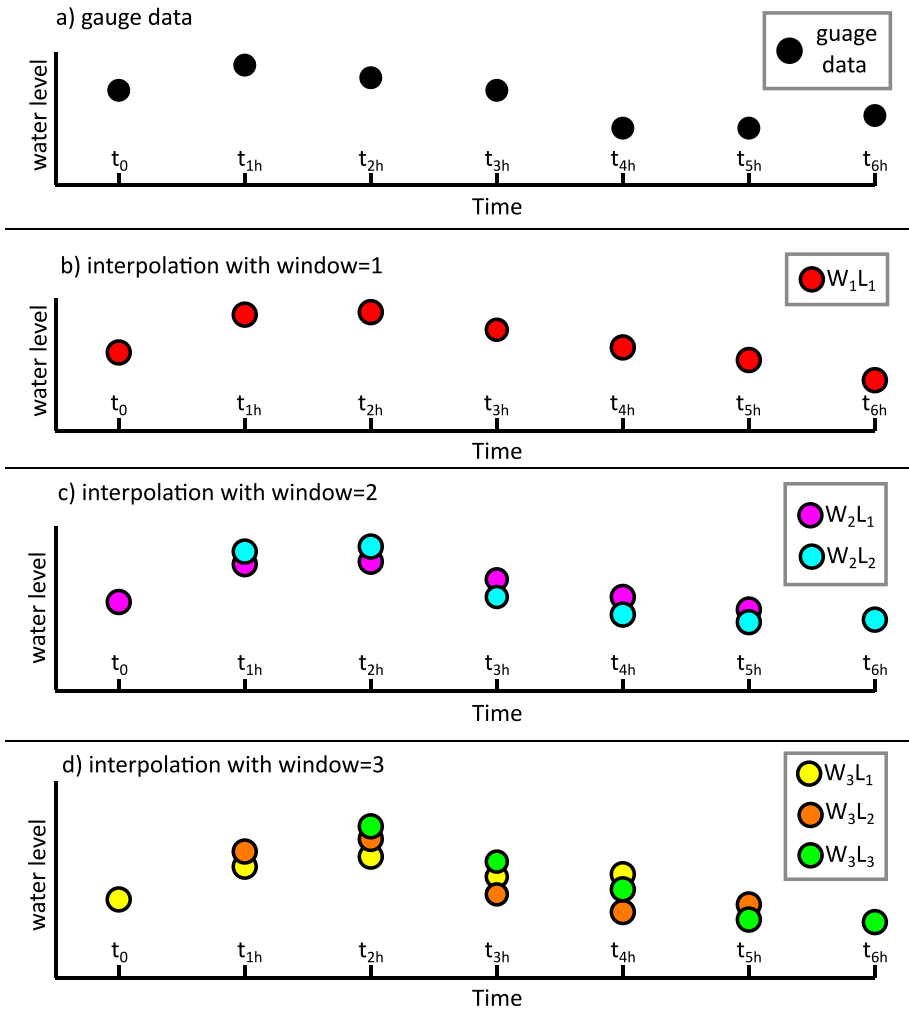 a) gauge data
guage
data
water level
t0 t1h t2h t3h t4h t5h t6h
Time
b) interpolation with window=1
W1L1
water level
t0 t1h t2h t3h t4h t5h t6h
Time
c) interpolation with window=2
W2L1
W2L2
water level
t0 t1h t2h t3h t4h t5h t6h
Time
d) interpolation with window=3
W3L1
W3L2
W3L3
water level
t0 t1h t2h t3h t4h t5h t6h
Time